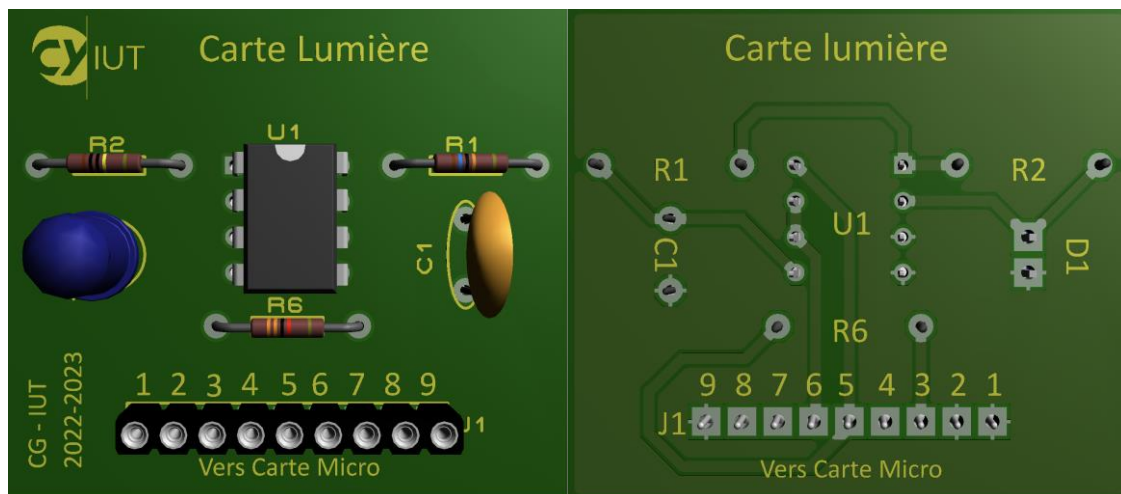 CY IUT
Carte Lumière
R2
U1
R1
C1
R6
1 2 3 4 5 6 7 8 9
J1
CG - IUT
2022-2023
Vers Carte Micro
Carte lumière
R1
R2
U1
C1
D1
R6
9 8 7 6 5 4 3 2 1
J1
Vers Carte Micro